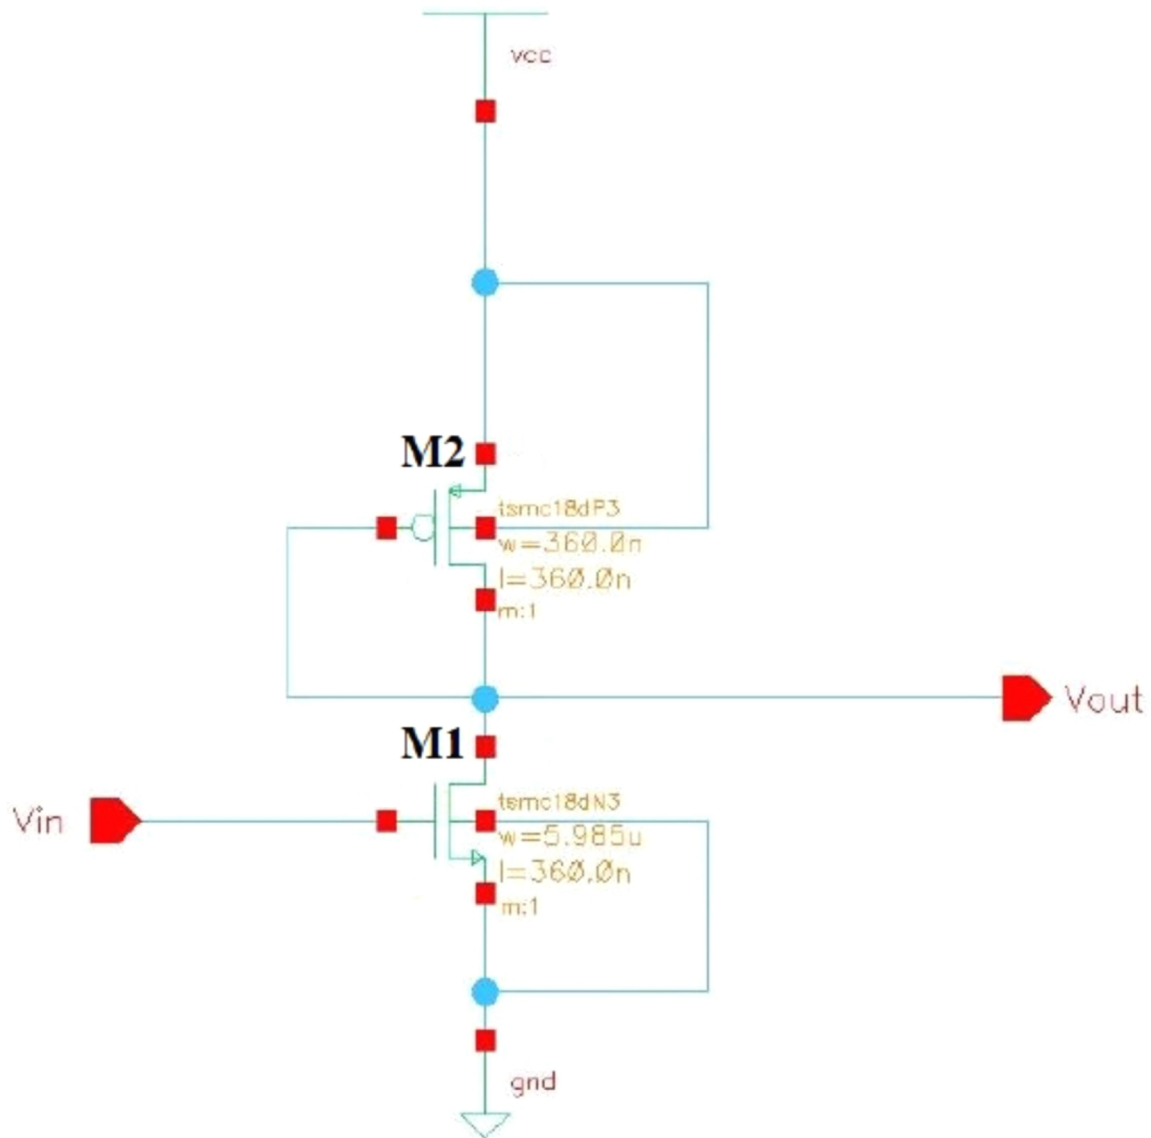 vcc
M2
tsmc18dP3
w=360.0n
l=360.0n
m:1
Vout
M1
Vin
tsmc18dN3
w=5.985u
l=360.0n
m:1
gnd